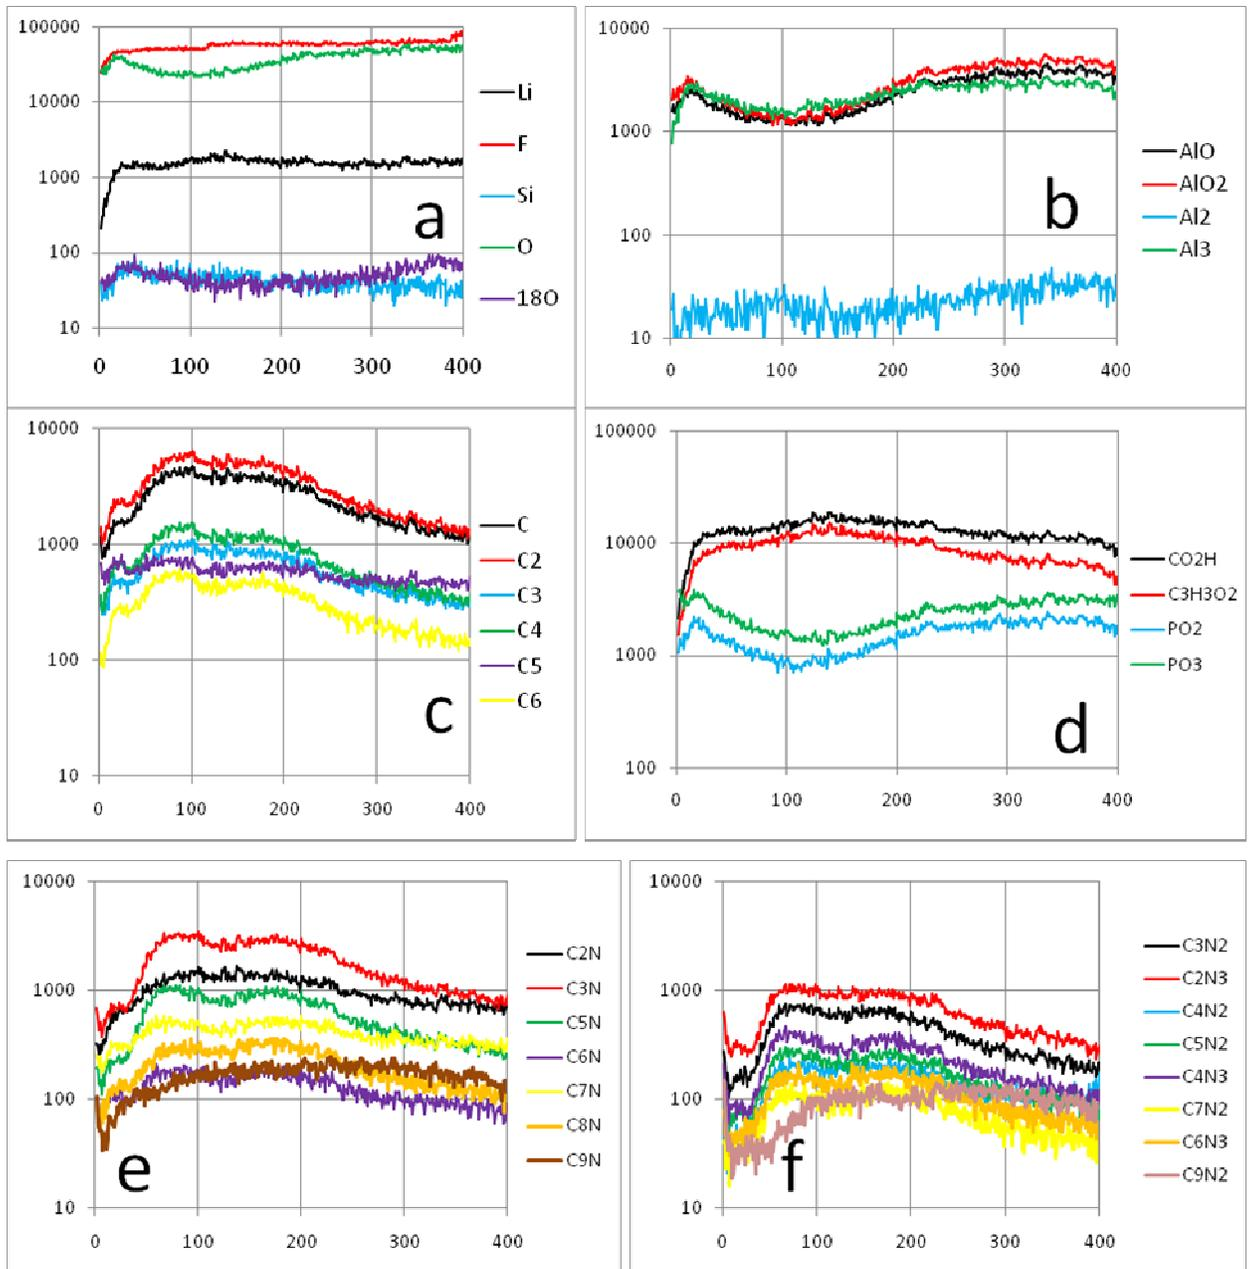 100000
10000
1000
100
10
0 100 200 300 400
Li
F
Si
O
18O
a
10000
1000
100
10
0 100 200 300 400
AlO
AlO2
Al2
Al3
b
10000
1000
100
10
0 100 200 300 400
C
C2
C3
C4
C5
C6
c
100000
10000
1000
100
0 100 200 300 400
CO2H
C3H3O2
PO2
PO3
d
10000
1000
100
10
0 100 200 300 400
C2N
C3N
C5N
C6N
C7N
C8N
C9N
e
10000
1000
100
10
0 100 200 300 400
C3N2
C2N3
C4N2
C5N2
C4N3
C7N2
C6N3
C9N2
f